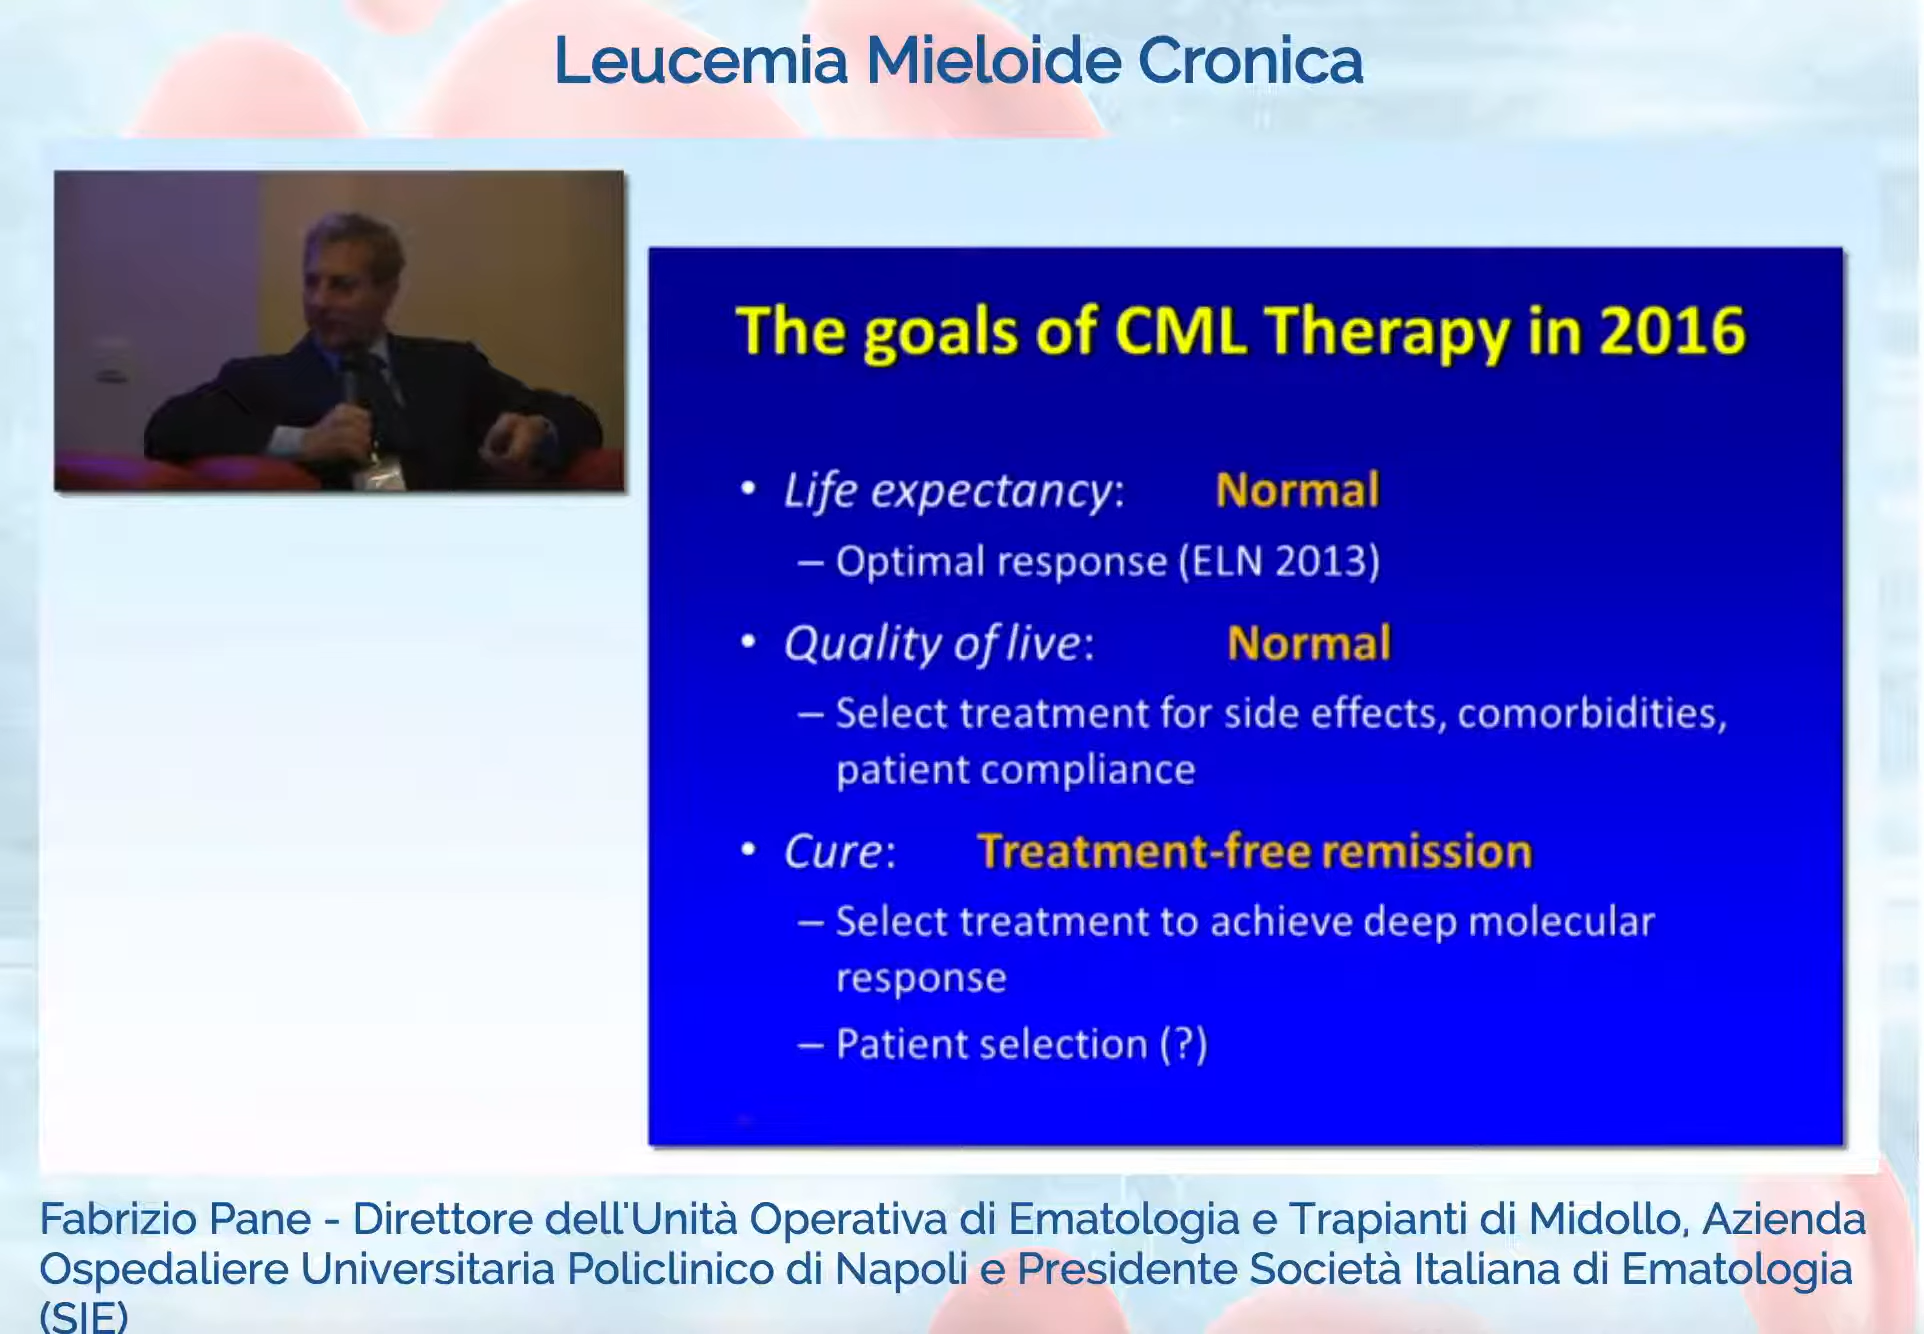 Leucemia Mieloide Cronica
The goals of CML Therapy in 2016
• Life expectancy: Normal
– Optimal response (ELN 2013)
• Quality of live: Normal
– Select treatment for side effects, comorbidities,
patient compliance
• Cure: Treatment-free remission
– Select treatment to achieve deep molecular
response
– Patient selection (?)
Fabrizio Pane - Direttore dell'Unità Operativa di Ematologia e Trapianti di Midollo, Azienda
Ospedaliere Universitaria Policlinico di Napoli e Presidente Società Italiana di Ematologia
(SIE)